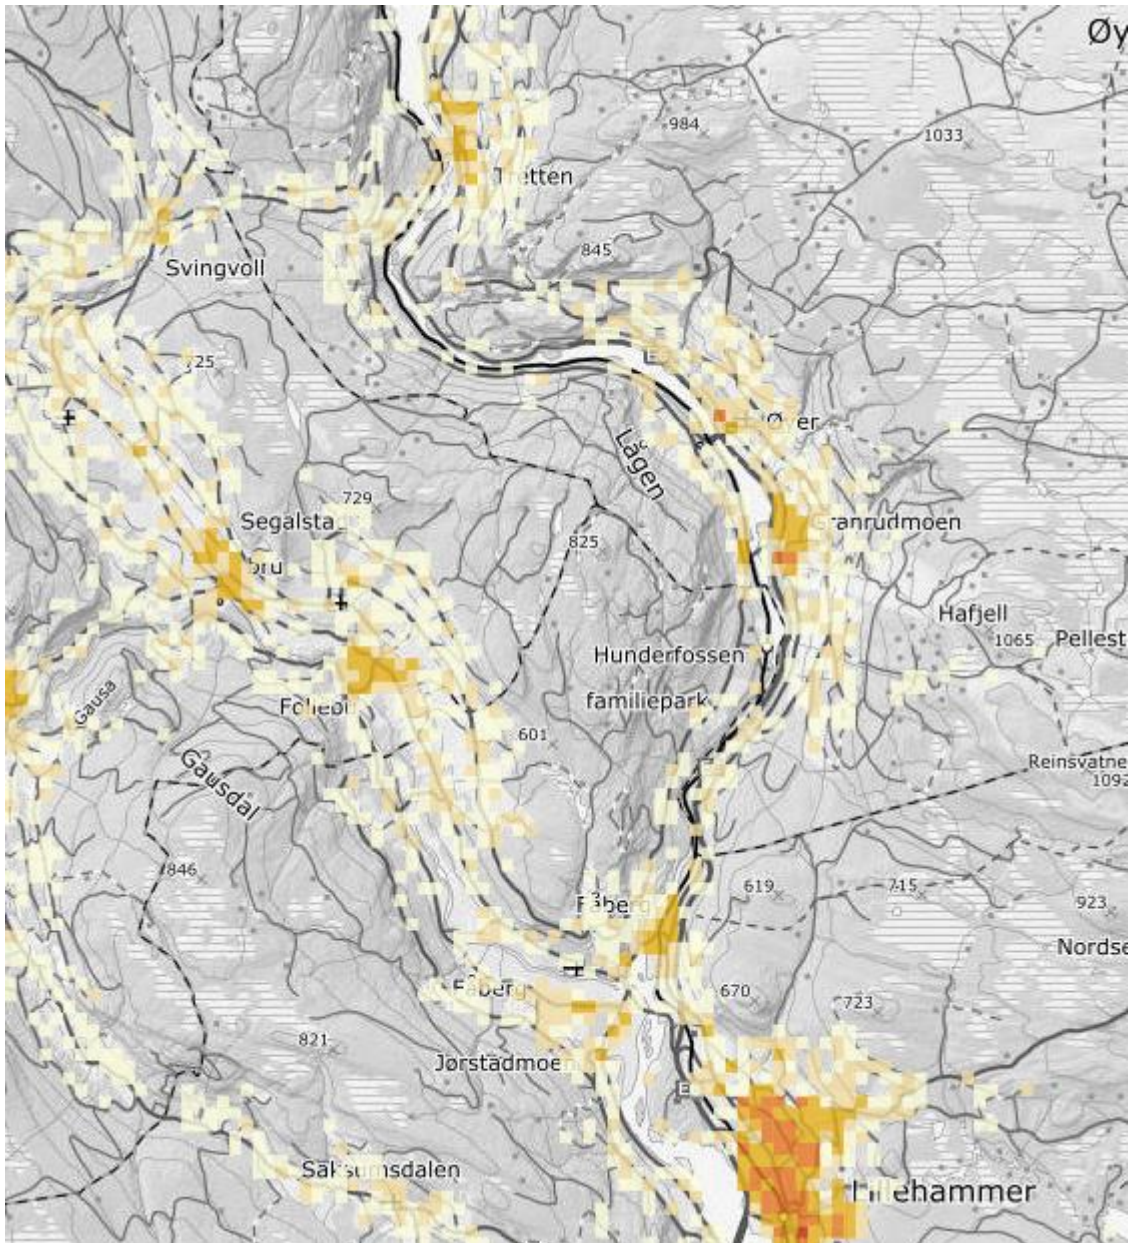 Øy
984
1033
Tretten
845
Svingvoll
725
Lågen
729
Segalsta
825
Granrudmoen
bru
Hafjell
1065
Pellest
Hunderfossen
familiepark
Gausa
601
Gausdal
Reinsvatne
1092
846
619
715
Fåberg
923
Nordse
Fåberg
670
723
821
Jørstadmoen
Saksumsdalen
Lillehammer